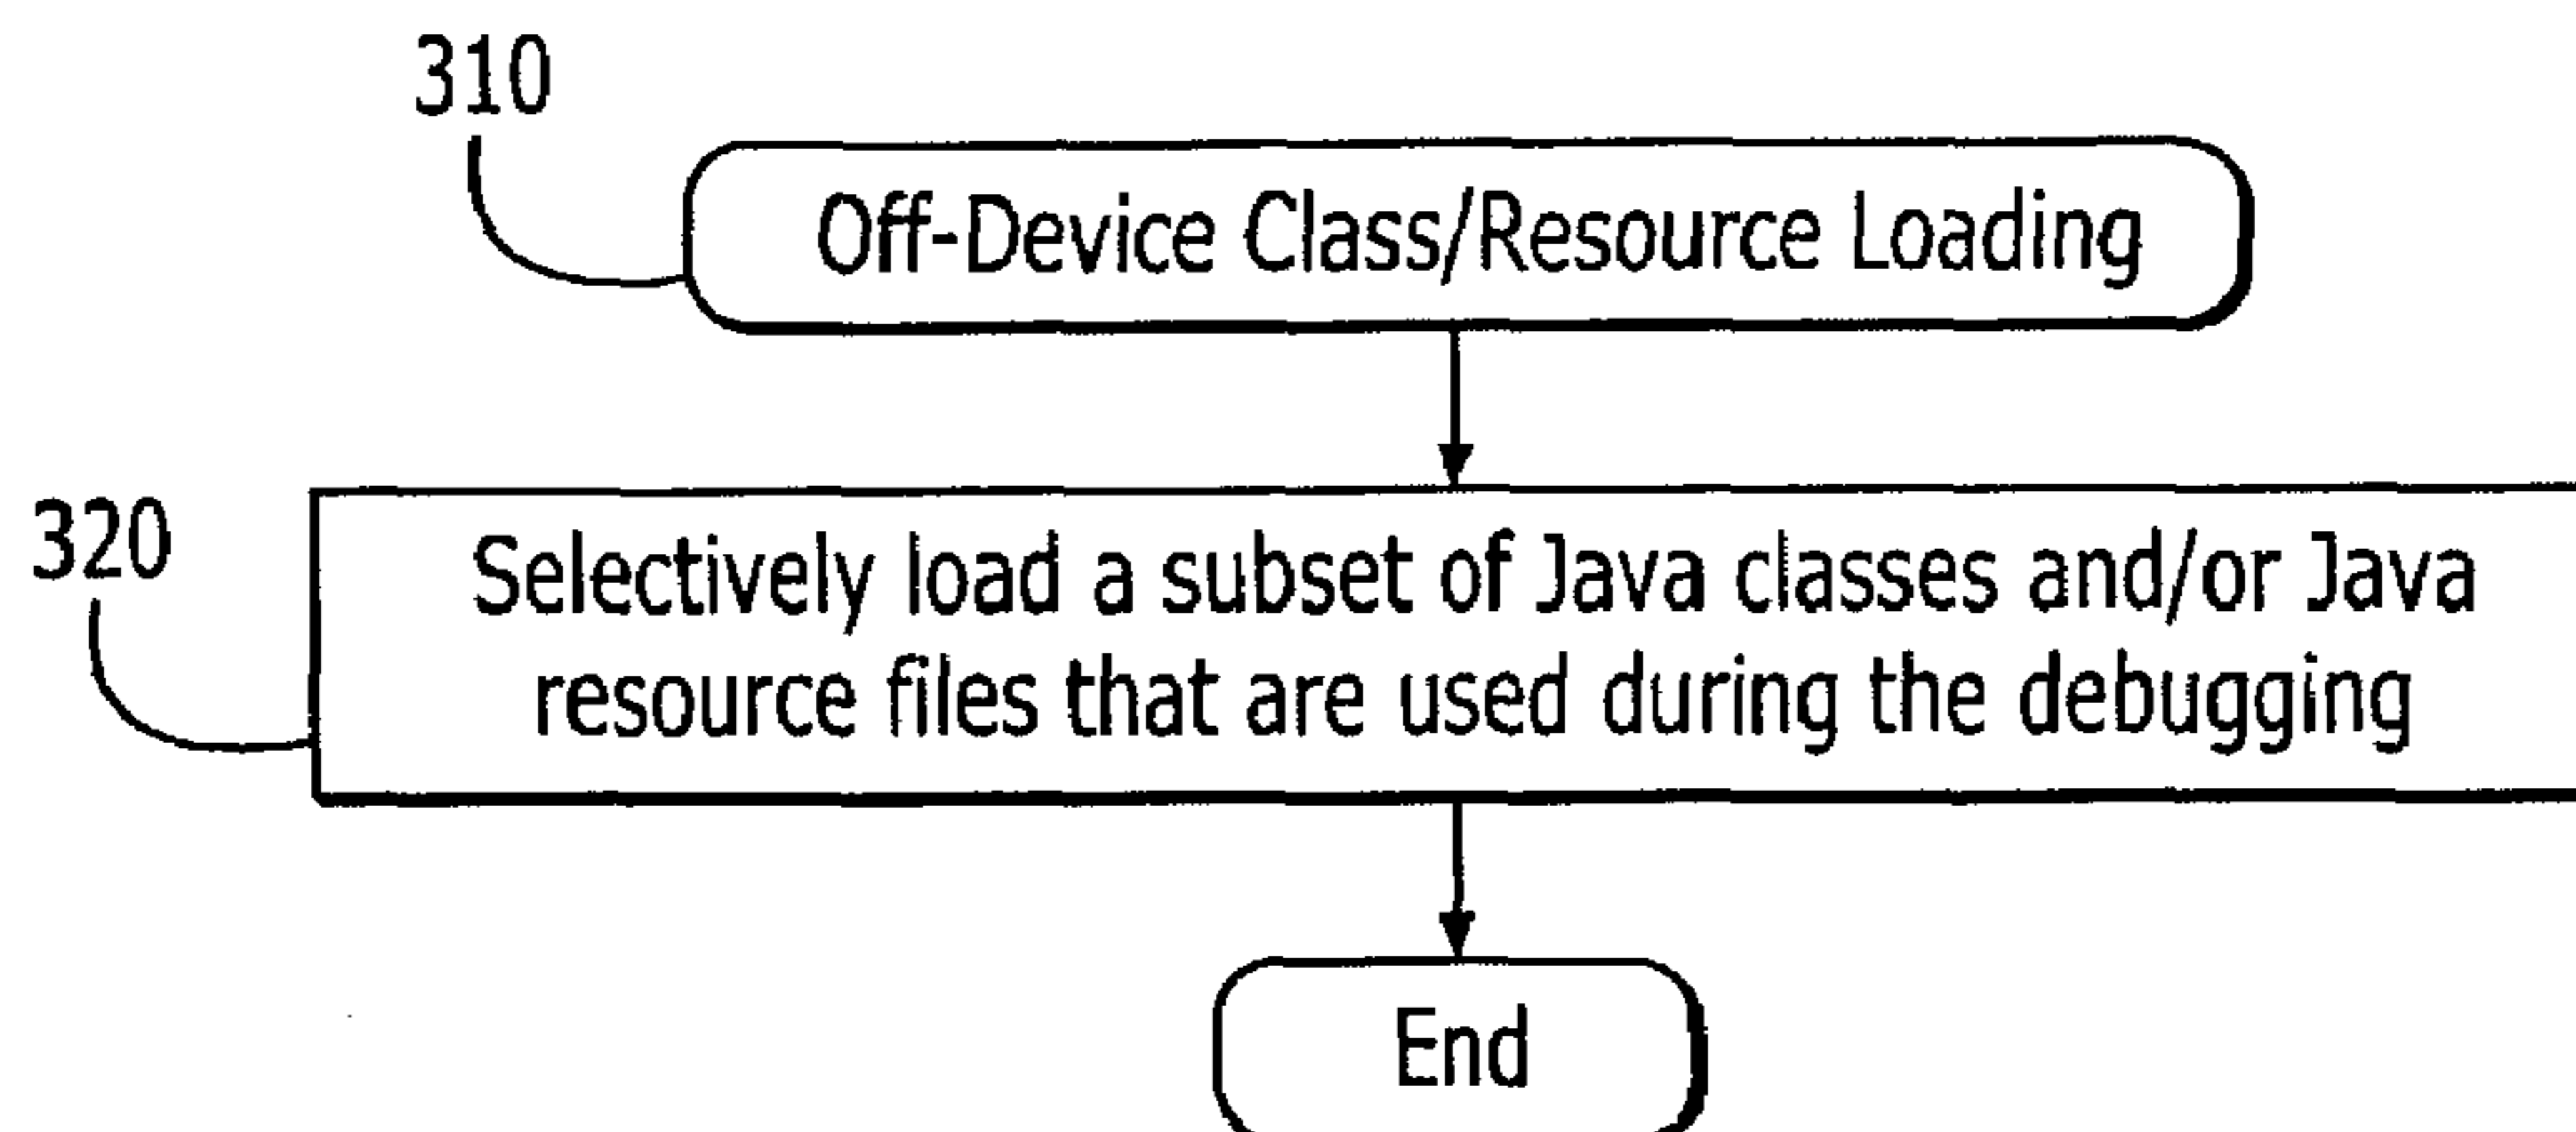 310
Off-Device Class/Resource Loading
320
Selectively load a subset of Java classes and/or Java
resource files that are used during the debugging
End